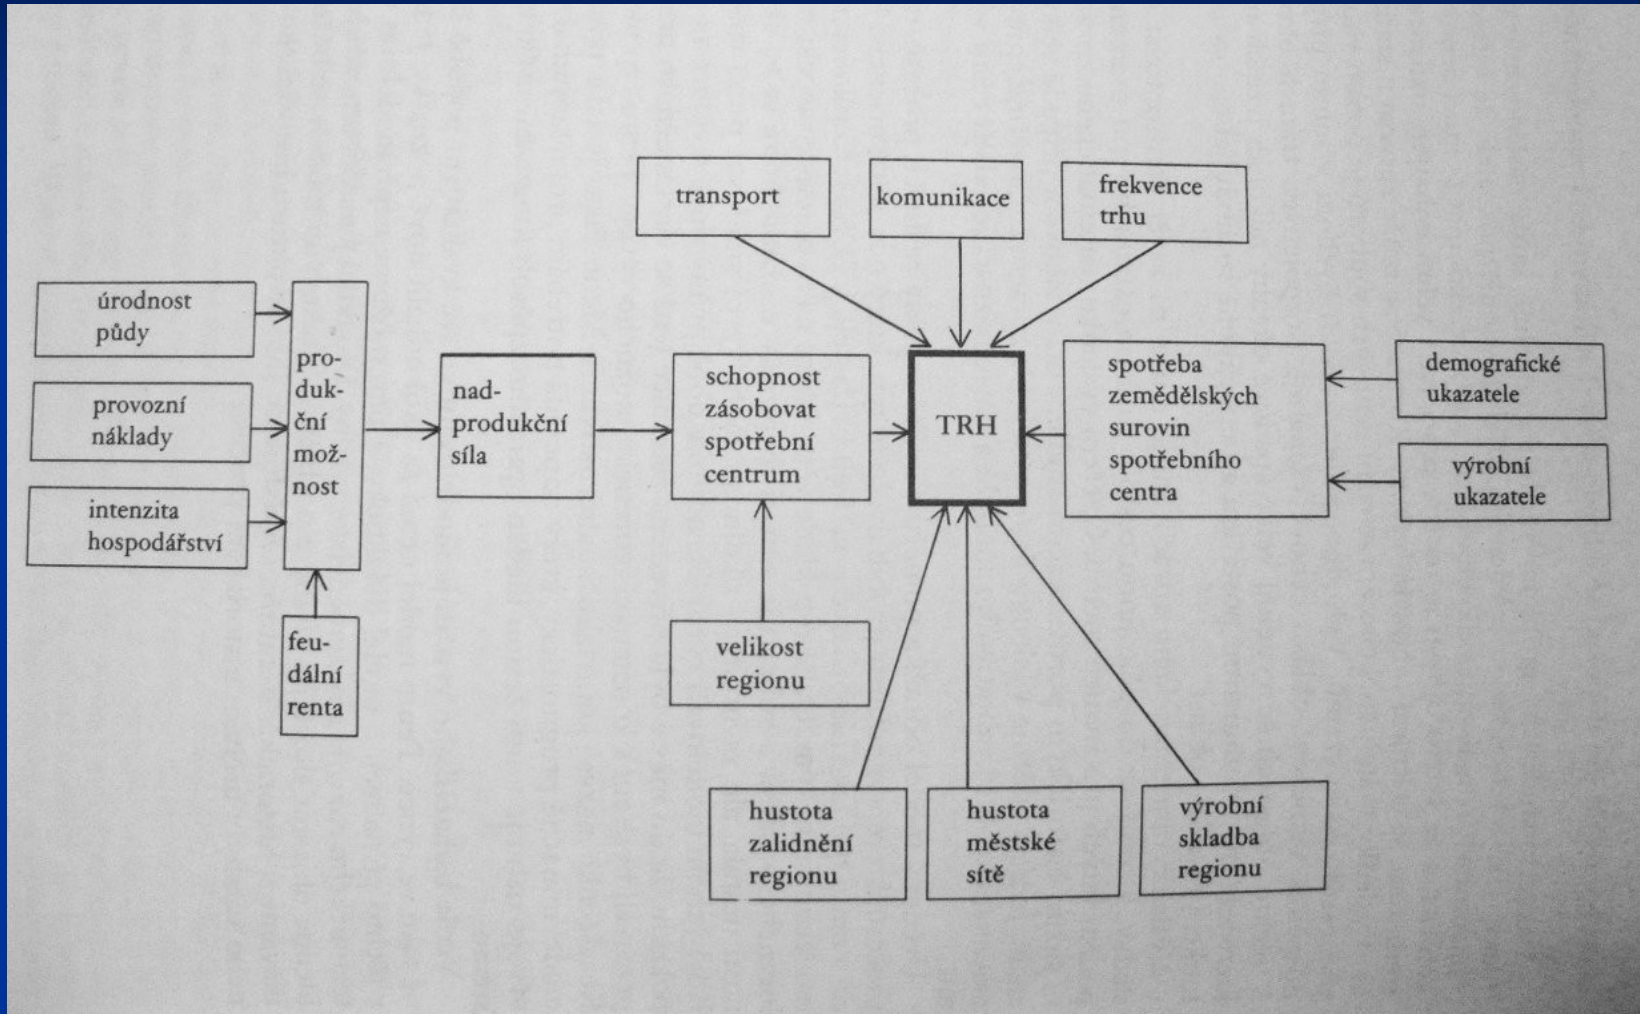 transport
komunikace
frekvence
trhu
úrodnost
půdy
provozní
náklady
intenzita
hospodářství
pro-
duk-
ční
mož-
nost
feu-
dální
renta
nad-
produkční
síla
schopnost
zásobovat
spotřební
centrum
velikost
regionu
TRH
spotřeba
zemědělských
surovin
spotřebního
centra
demografické
ukazatele
výrobní
ukazatele
hustota
zalidnění
regionu
hustota
městské
sítě
výrobní
skladba
regionu